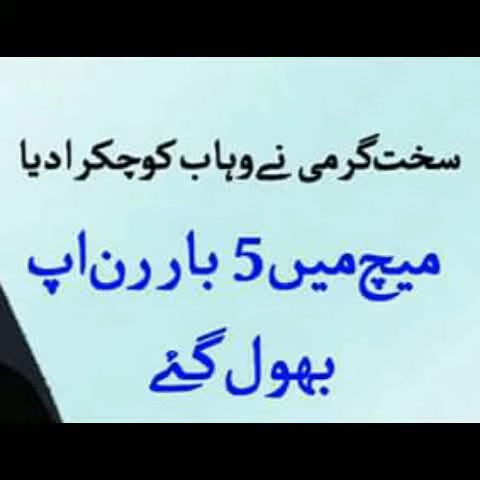 سخت گرمی نے وہاب کو چکرا دیا
میچ میں 5 بار رن اپ
بھول گئے